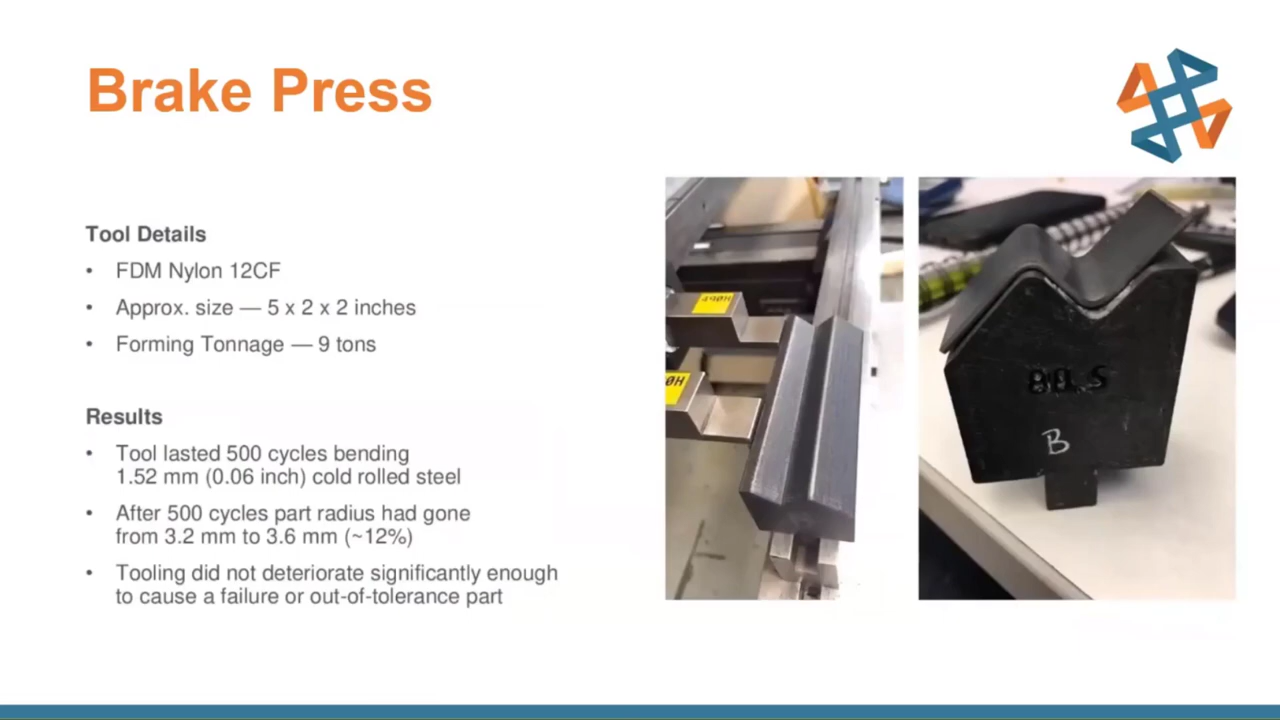 Brake Press
Tool Details
• FDM Nylon 12CF
• Approx. size — 5 x 2 x 2 inches
• Forming Tonnage — 9 tons
Results
• Tool lasted 500 cycles bending
1.52 mm (0.06 inch) cold rolled steel
• After 500 cycles part radius had gone
from 3.2 mm to 3.6 mm (~12%)
• Tooling did not deteriorate significantly enough
to cause a failure or out-of-tolerance part
490H
0H
B